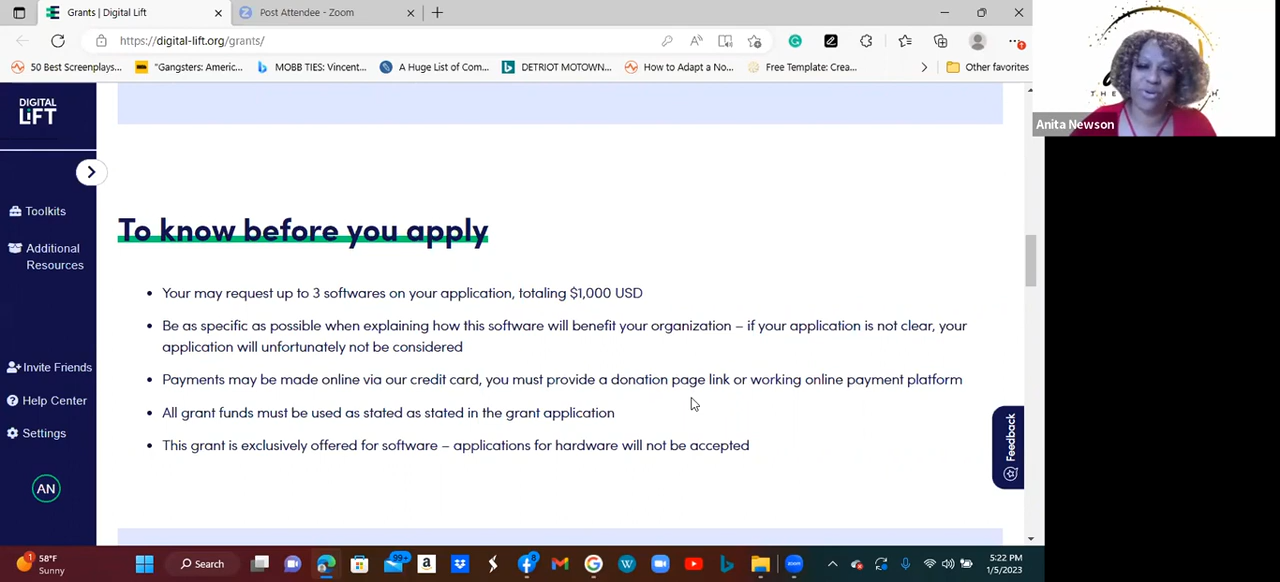 Grants | Digital Lift
Post Attendee - Zoom
https://digital-lift.org/grants/
50 Best Screenplays...
"Gangsters: Americ...
MOBB TIES: Vincent...
A Huge List of Com...
DETRIOT MOTOWN...
How to Adapt a No...
Free Template: Crea...
Other favorites
Anita Newson
DIGITAL
LiFT
Toolkits
Additional
Resources
Invite Friends
Help Center
Settings
AN
To know before you apply
Your may request up to 3 softwares on your application, totaling $1,000 USD
Be as specific as possible when explaining how this software will benefit your organization – if your application is not clear, your
application will unfortunately not be considered
Payments may be made online via our credit card, you must provide a donation page link or working online payment platform
All grant funds must be used as stated as stated in the grant application
This grant is exclusively offered for software – applications for hardware will not be accepted
Feedback
1
58°F
Sunny
Search
99+
8
5:22 PM
1/5/2023